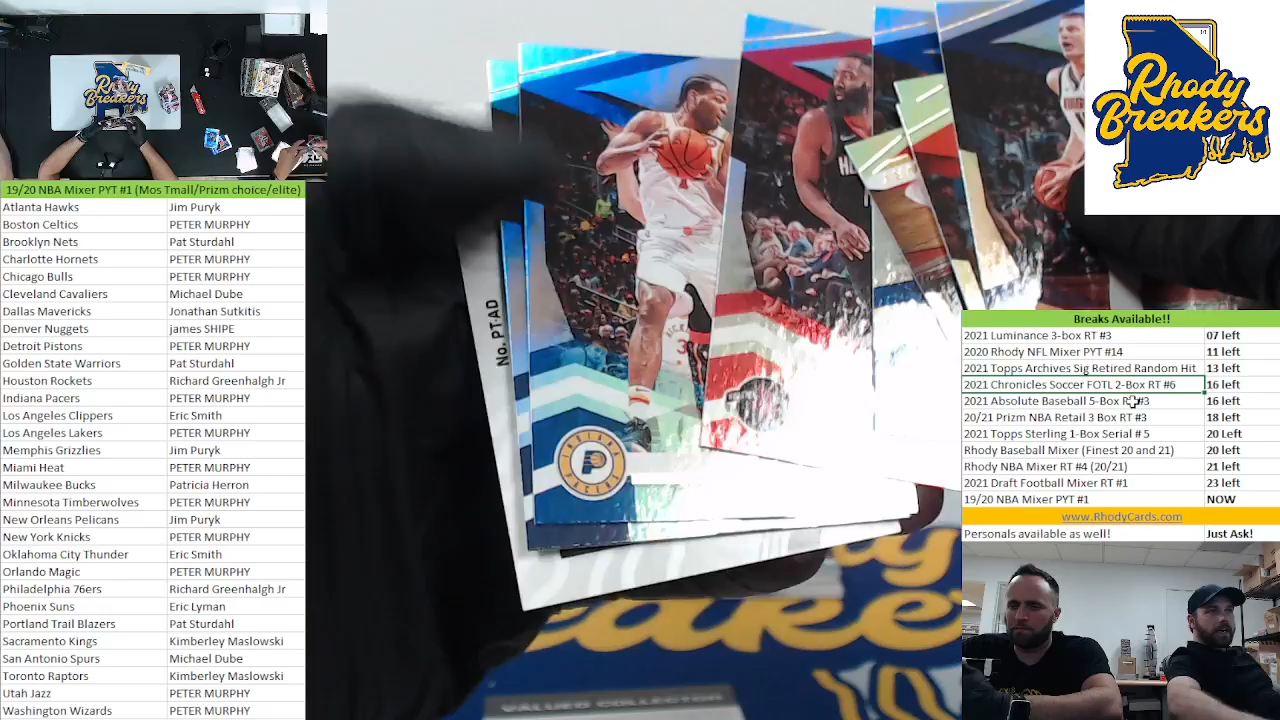 Rhody
Breakers
19/20 NBA Mixer PYT #1 (Mos Tmall/Prizm choice/elite)
Atlanta Hawks Jim Puryk
Boston Celtics PETER MURPHY
Brooklyn Nets Pat Sturdahl
Charlotte Hornets PETER MURPHY
Chicago Bulls PETER MURPHY
Cleveland Cavaliers Michael Dube
Dallas Mavericks Jonathan Sutkitis
Denver Nuggets james SHIPE
Detroit Pistons PETER MURPHY
Golden State Warriors Pat Sturdahl
Houston Rockets Richard Greenhalgh Jr
Indiana Pacers PETER MURPHY
Los Angeles Clippers Eric Smith
Los Angeles Lakers PETER MURPHY
Memphis Grizzlies Jim Puryk
Miami Heat PETER MURPHY
Milwaukee Bucks Patricia Herron
Minnesota Timberwolves PETER MURPHY
New Orleans Pelicans Jim Puryk
New York Knicks PETER MURPHY
Oklahoma City Thunder Eric Smith
Orlando Magic PETER MURPHY
Philadelphia 76ers Richard Greenhalgh Jr
Phoenix Suns Eric Lyman
Portland Trail Blazers Pat Sturdahl
Sacramento Kings Kimberley Maslowski
San Antonio Spurs Michael Dube
Toronto Raptors Kimberley Maslowski
Utah Jazz PETER MURPHY
Washington Wizards PETER MURPHY
No. PT-AD
INDIANA
PACERS
VALUED COLLECTOR
Rhody
Breakers
Breaks Available!!
2021 Luminance 3-box RT #3 07 left
2020 Rhody NFL Mixer PYT #14 11 left
2021 Topps Archives Sig Retired Random Hit 13 left
2021 Chronicles Soccer FOTL 2-Box RT #6 16 left
2021 Absolute Baseball 5-Box RT #3 16 left
20/21 Prizm NBA Retail 3 Box RT #3 18 left
2021 Topps Sterling 1-Box Serial # 5 20 Left
Rhody Baseball Mixer (Finest 20 and 21) 20 left
Rhody NBA Mixer RT #4 (20/21) 21 left
2021 Draft Football Mixer RT #1 23 left
19/20 NBA Mixer PYT #1 NOW
www.RhodyCards.com
Personals available as well! Just Ask!